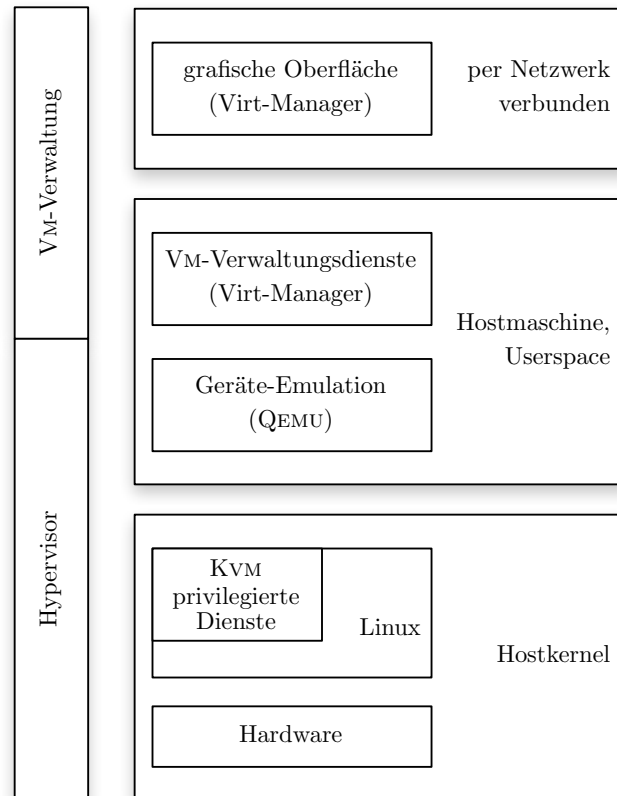 VM-Verwaltung
Hypervisor
grafische Oberfläche
(Virt-Manager)
per Netzwerk
verbunden
VM-Verwaltungsdienste
(Virt-Manager)
Hostmaschine,
Userspace
Geräte-Emulation
(QEMU)
KVM
privilegierte
Dienste
Linux
Hostkernel
Hardware